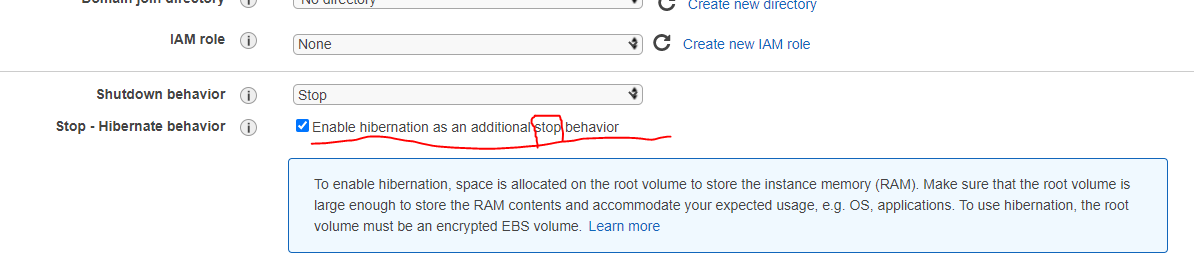 Domain join directory No directory Create new directory
IAM role None Create new IAM role
Shutdown behavior Stop
Stop - Hibernate behavior Enable hibernation as an additional stop behavior
To enable hibernation, space is allocated on the root volume to store the instance memory (RAM). Make sure that the root volume is
large enough to store the RAM contents and accommodate your expected usage, e.g. OS, applications. To use hibernation, the root
volume must be an encrypted EBS volume. Learn more